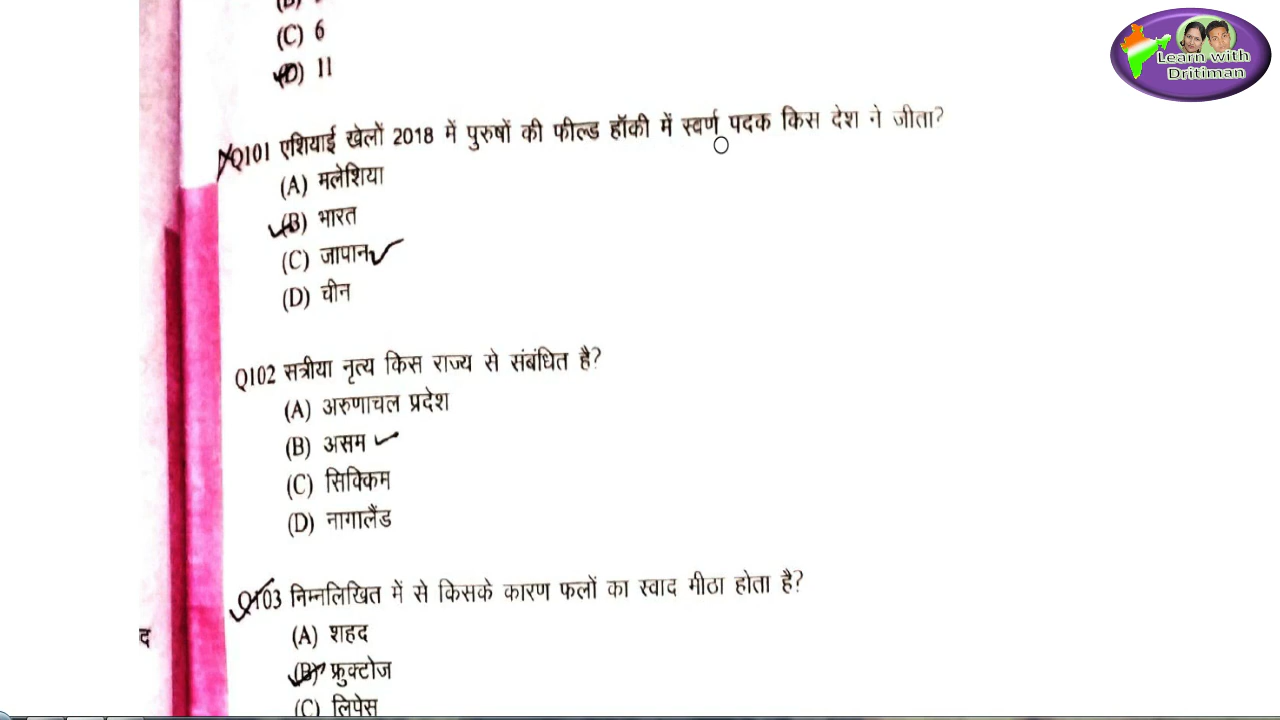 (C) 6
(D) 11
Learn with
Dritiman
Q101 एशियाई खेलों 2018 में पुरुषों की फील्ड हॉकी में स्वर्ण पदक किस देश ने जीता?
(A) मलेशिया
(B) भारत
(C) जापान
(D) चीन
Q102 सत्रीया नृत्य किस राज्य से संबंधित है?
(A) अरुणाचल प्रदेश
(B) असम
(C) सिक्किम
(D) नागालैंड
Q103 निम्नलिखित में से किसके कारण फलों का स्वाद मीठा होता है?
द
(A) शहद
(B) फ्रुक्टोज
(C) लिपेस